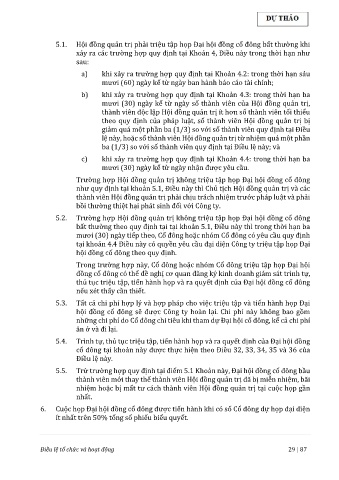 DỰ THẢO
5.1. Hội đồng quản trị phải triệu tập họp Đại hội đồng cổ đông bất thường khi
xảy ra các trường hợp quy định tại Khoản 4, Điều này trong thời hạn như
sau:
a) khi xảy ra trường hợp quy định tai Khoản 4.2: trong thời hạn sáu
mươi (60) ngày kể từ ngày ban hành báo cáo tài chính;
b) khi xảy ra trường hợp quy định tại Khoản 4.3: trong thời hạn ba
mươi (30) ngày kể từ ngày số thành viên của Hội đồng quản trị,
thành viên độc lập Hội đồng quản trị ít hơn số thành viên tối thiểu
theo quy định của pháp luật, số thành viên Hội đồng quản trị bị
giảm quá một phần ba (1/3) so với số thành viên quy định tại Điều
lệ này, hoặc số thành viên Hội đồng quản trị từ nhiệm quá một phần
ba (1/3) so với số thành viên quy định tại Điều lệ này; và
c) khi xảy ra trường hợp quy định tại Khoản 4.4: trong thời hạn ba
mươi (30) ngày kể từ ngày nhận được yêu cầu.
Trường hợp Hội đồng quản trị không triệu tập họp Đại hội đồng cổ đông
như quy định tại khoản 5.1, Điều này thì Chủ tịch Hội đồng quản trị và các
thành viên Hội đồng quản trị phải chịu trách nhiệm trước pháp luật và phải
bồi thường thiệt hại phát sinh đối với Công ty.
5.2. Trường hợp Hội đồng quản trị không triệu tập họp Đại hội đồng cổ đông
bất thường theo quy định tai tại khoản 5.1, Điều này thì trong thời hạn ba
mươi (30) ngày tiếp theo, Cổ đông hoặc nhóm Cổ đông có yêu cầu quy định
tại khoản 4.4 Điều này có quyền yêu cầu đại diện Công ty triệu tập họp Đại
hội đồng cổ đông theo quy định.
Trong trường hợp này, Cổ đông hoặc nhóm Cổ đông triệu tập họp Đại hội
đồng cổ đông có thể đề nghị cơ quan đăng ký kinh doanh giám sát trình tự,
thủ tục triệu tập, tiến hành họp và ra quyết định của Đại hội đồng cổ đông
nếu xét thấy cần thiết.
5.3. Tất cả chi phí hợp lý và hợp pháp cho việc triệu tập và tiến hành họp Đại
hội đồng cổ đông sẽ được Công ty hoàn lại. Chi phí này không bao gồm
những chi phí do Cổ đông chi tiêu khi tham dự Đại hội cổ đông, kể cả chi phí
ăn ở và đi lại.
5.4. Trình tự, thủ tục triệu tập, tiến hành họp và ra quyết định của Đại hội đồng
cổ đông tại khoản này được thực hiện theo Điều 32, 33, 34, 35 và 36 của
Điều lệ này.
5.5. Trừ trường hợp quy định tại điểm 5.1 Khoản này, Đại hội đồng cổ đông bầu
thành viên mới thay thế thành viên Hội đồng quản trị đã bị miễn nhiệm, bãi
nhiệm hoặc bị mất tư cách thành viên Hội đồng quản trị tại cuộc họp gần
nhất.
6. Cuộc họp Đại hội đồng cổ đông được tiến hành khi có số Cổ đông dự họp đại diện
ít nhất trên 50% tổng số phiếu biểu quyết.
Điều lệ tổ chức và hoạt động 29 | 87